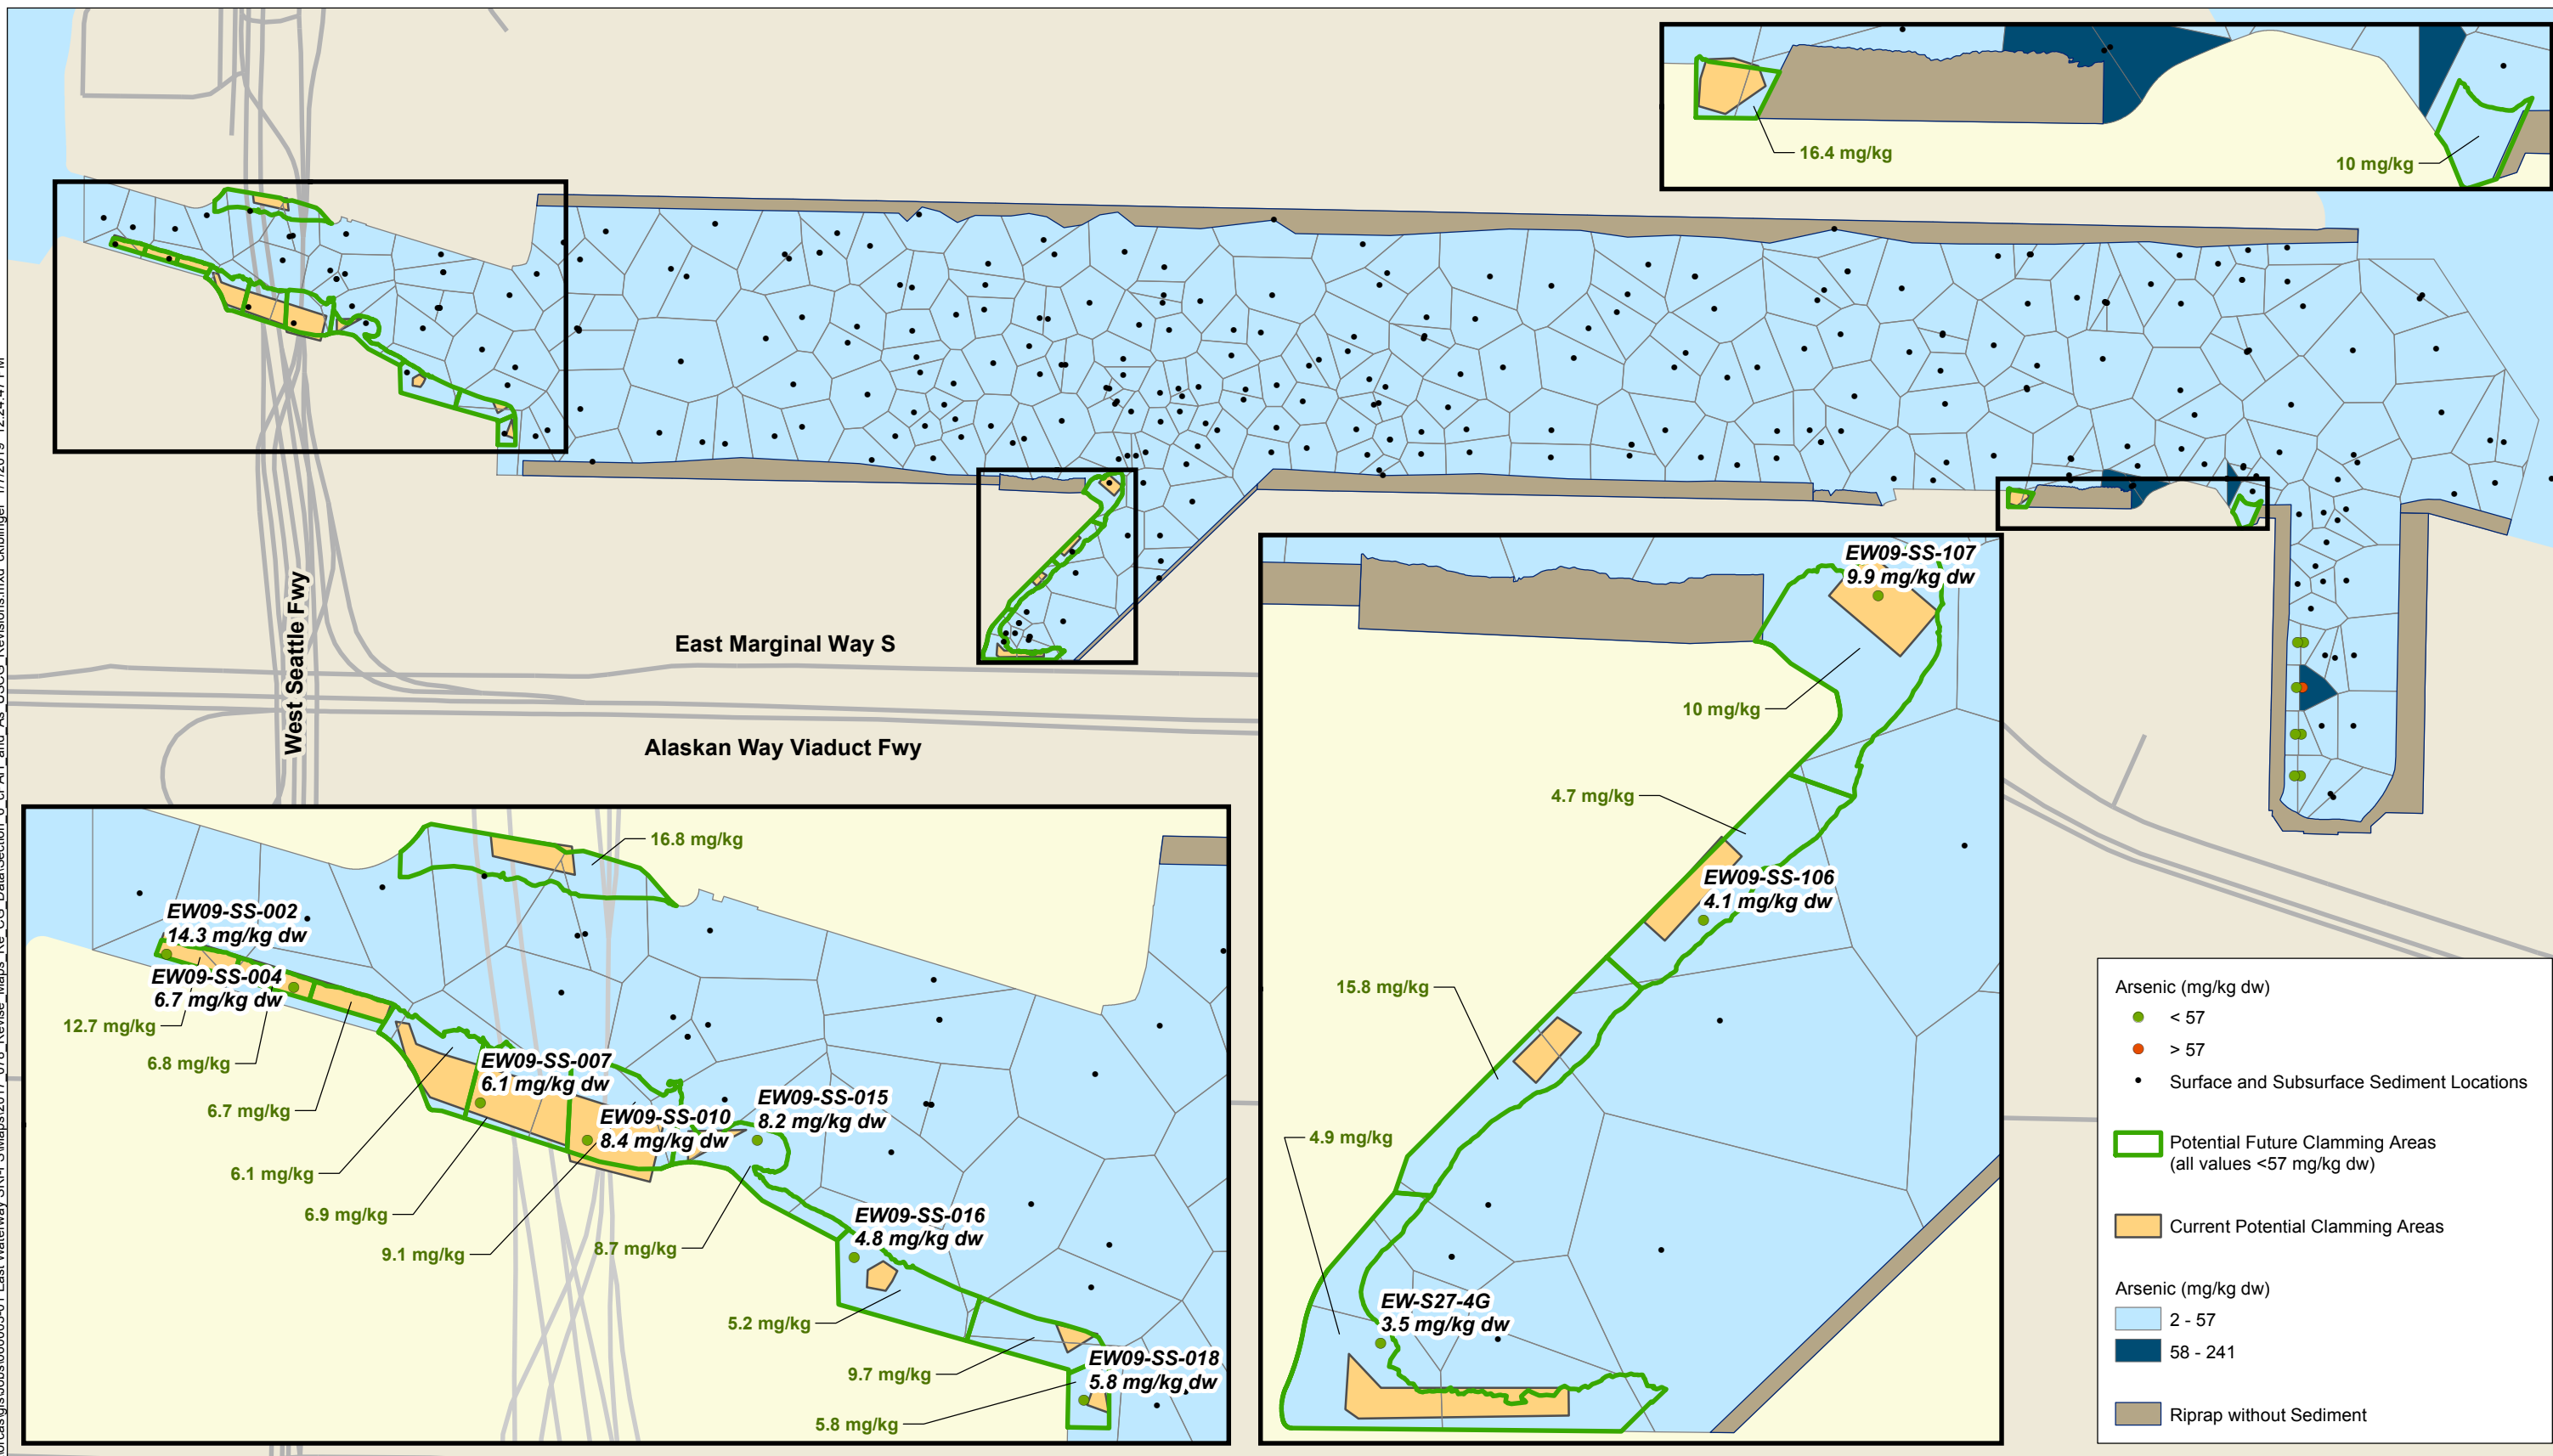 16.4 mg/kg
10 mg/kg
West Seattle Fwy
East Marginal Way S
Alaskan Way Viaduct Fwy
16.8 mg/kg
EW09-SS-002
14.3 mg/kg dw
EW09-SS-004
6.7 mg/kg dw
12.7 mg/kg
6.8 mg/kg
6.7 mg/kg
EW09-SS-007
6.1 mg/kg dw
EW09-SS-010
8.4 mg/kg dw
EW09-SS-015
8.2 mg/kg dw
6.1 mg/kg
6.9 mg/kg
9.1 mg/kg
8.7 mg/kg
EW09-SS-016
4.8 mg/kg dw
5.2 mg/kg
9.7 mg/kg
EW09-SS-018
5.8 mg/kg dw
5.8 mg/kg
EW09-SS-107
9.9 mg/kg dw
10 mg/kg
4.7 mg/kg
EW09-SS-106
4.1 mg/kg dw
15.8 mg/kg
4.9 mg/kg
EW-S27-4G
3.5 mg/kg dw
Arsenic (mg/kg dw)
< 57
> 57
Surface and Subsurface Sediment Locations
Potential Future Clamming Areas
(all values <57 mg/kg dw)
Current Potential Clamming Areas
Arsenic (mg/kg dw)
2 - 57
58 - 241
Riprap without Sediment